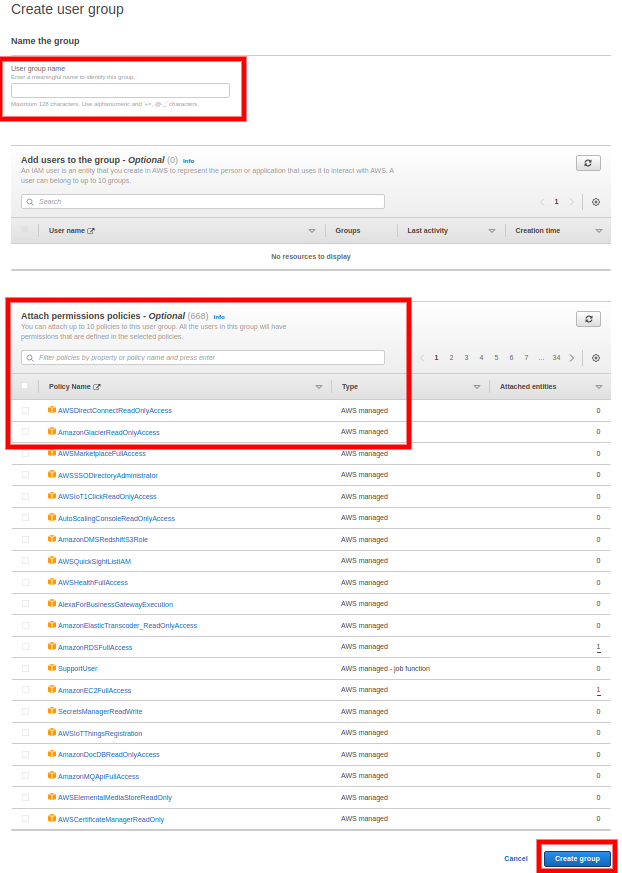 Create user group
Name the group
User group name
Enter a meaningful name to identify this group.
Maximum 128 characters. Use alphanumeric and '+=, @-_' characters.
Add users to the group - Optional (0) Info
An IAM user is an entity that you create in AWS to represent the person or application that uses it to interact with AWS. A
user can belong to up to 10 groups.
Search
1
User name Groups Last activity Creation time
No resources to display
Attach permissions policies - Optional (668) Info
You can attach up to 10 policies to this user group. All the users in this group will have
permissions that are defined in the selected policies.
Filter policies by property or policy name and press enter
1 2 3 4 5 6 7 ... 34
Policy Name Type Attached entities
AWSDirectConnectReadOnlyAccess AWS managed 0
AmazonGlacierReadOnlyAccess AWS managed 0
AWSMarketplaceFullAccess AWS managed 0
AWSSSODirectoryAdministrator AWS managed 0
AWSIoT1ClickReadOnlyAccess AWS managed 0
AutoScalingConsoleReadOnlyAccess AWS managed 0
AmazonDMSRedshiftS3Role AWS managed 0
AWSQuickSightListIAM AWS managed 0
AWSHealthFullAccess AWS managed 0
AlexaForBusinessGatewayExecution AWS managed 0
AmazonElasticTranscoder_ReadOnlyAccess AWS managed 0
AmazonRDSFullAccess AWS managed 1
SupportUser AWS managed - job function 0
AmazonEC2FullAccess AWS managed 1
SecretsManagerReadWrite AWS managed 0
AWSIoTThingsRegistration AWS managed 0
AmazonDocDBReadOnlyAccess AWS managed 0
AmazonMQApiFullAccess AWS managed 0
AWSElementalMediaStoreReadOnly AWS managed 0
AWSCertificateManagerReadOnly AWS managed 0
Cancel Create group